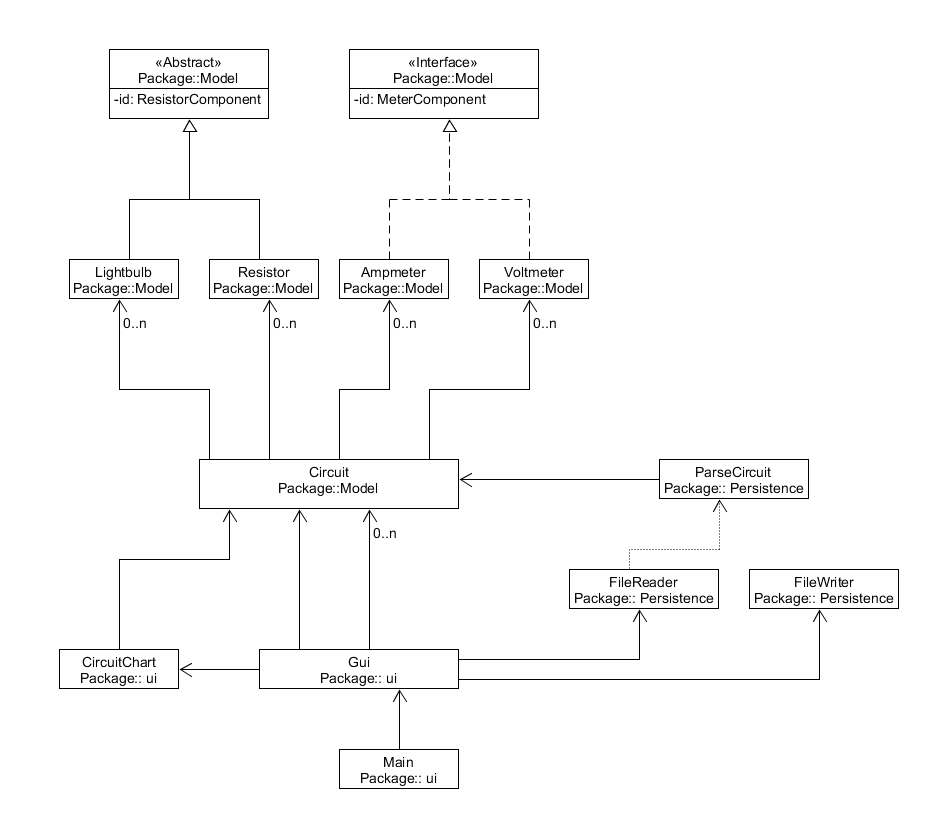 «Abstract»
Package::Model
-id: ResistorComponent
«Interface»
Package::Model
-id: MeterComponent
Lightbulb
Package::Model
Resistor
Package::Model
Ampmeter
Package::Model
Voltmeter
Package::Model
0..n
0..n
0..n
0..n
Circuit
Package::Model
ParseCircuit
Package:: Persistence
0..n
FileReader
Package:: Persistence
FileWriter
Package:: Persistence
CircuitChart
Package:: ui
Gui
Package:: ui
Main
Package:: ui